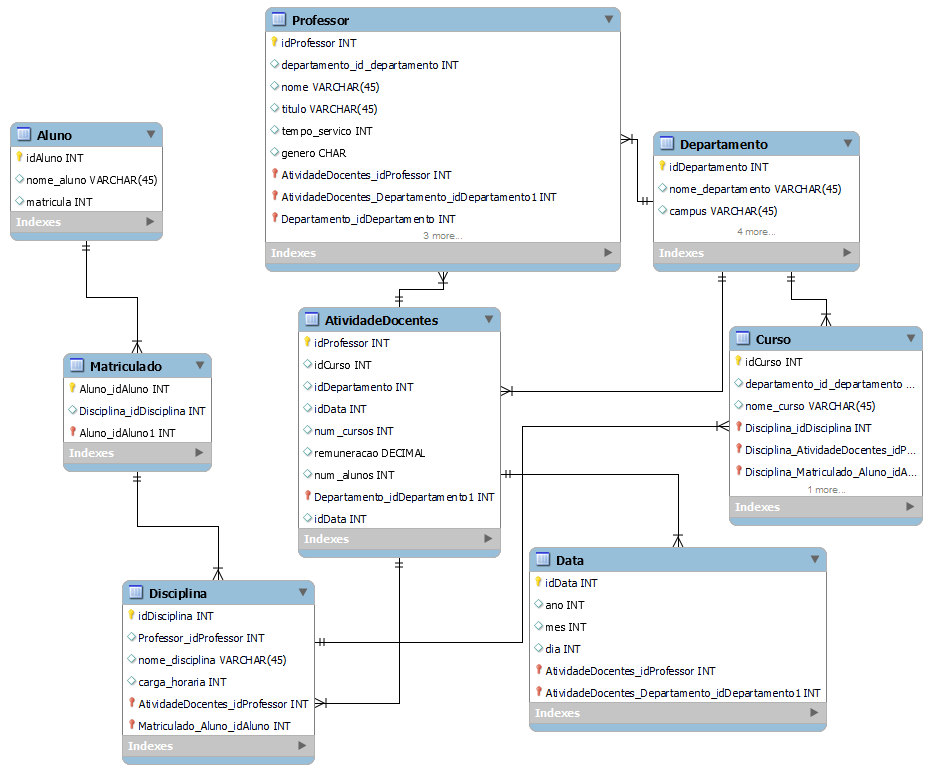 Professor
idProfessor INT
departamento_id_departamento INT
nome VARCHAR(45)
titulo VARCHAR(45)
tempo_servico INT
genero CHAR
AtividadeDocentes_idProfessor INT
AtividadeDocentes_Departamento_idDepartamento1 INT
Departamento_idDepartamento INT
3 more...
Indexes
Aluno
idAluno INT
nome_aluno VARCHAR(45)
matricula INT
Indexes
Departamento
idDepartamento INT
nome_departamento VARCHAR(45)
campus VARCHAR(45)
4 more...
Indexes
AtividadeDocentes
idProfessor INT
idCurso INT
idDepartamento INT
idData INT
num_cursos INT
remuneracao DECIMAL
num_alunos INT
Departamento_idDepartamento1 INT
idData INT
Indexes
Curso
idCurso INT
departamento_id_departamento ...
nome_curso VARCHAR(45)
Disciplina_idDisciplina INT
Disciplina_AtividadeDocentes_idP...
Disciplina_Matriculado_Aluno_idA...
1 more...
Indexes
Matriculado
Aluno_idAluno INT
Disciplina_idDisciplina INT
Aluno_idAluno1 INT
Indexes
Data
idData INT
ano INT
mes INT
dia INT
AtividadeDocentes_idProfessor INT
AtividadeDocentes_Departamento_idDepartamento1 INT
Indexes
Disciplina
idDisciplina INT
Professor_idProfessor INT
nome_disciplina VARCHAR(45)
carga_horaria INT
AtividadeDocentes_idProfessor INT
Matriculado_Aluno_idAluno INT
Indexes